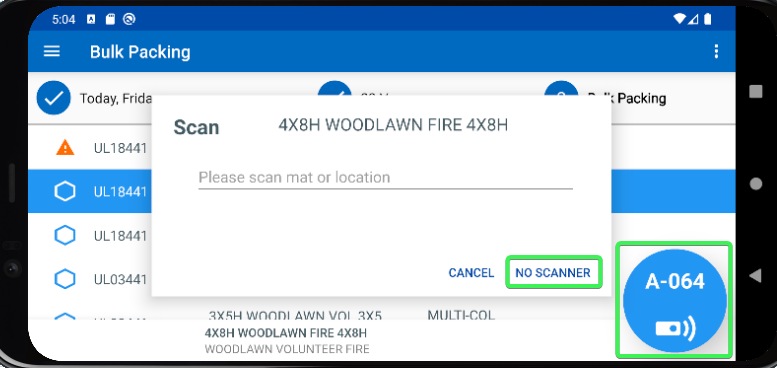 5:04
Bulk Packing
Today, Frida
Packing
Scan
4X8H WOODLAWN FIRE 4X8H
UL18441
Please scan mat or location
UL18441
UL18441
UL03441
CANCEL
NO SCANNER
A-064
3X5H WOODLAWN VOL 3X5
MULTI-COL
4X8H WOODLAWN FIRE 4X8H
WOODLAWN VOLUNTEER FIRE